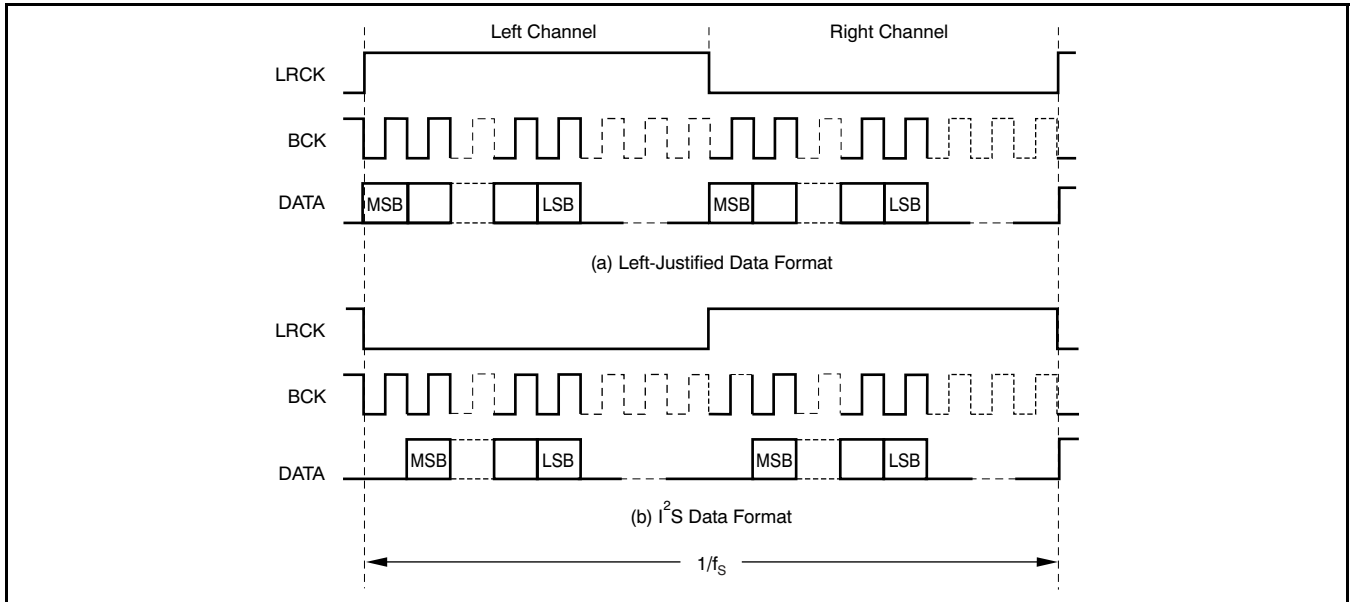 Left Channel Right Channel
LRCK
BCK
DATA MSB LSB MSB LSB
(a) Left-Justified Data Format
LRCK
BCK
DATA MSB LSB MSB LSB
(b) I²S Data Format
1/fS